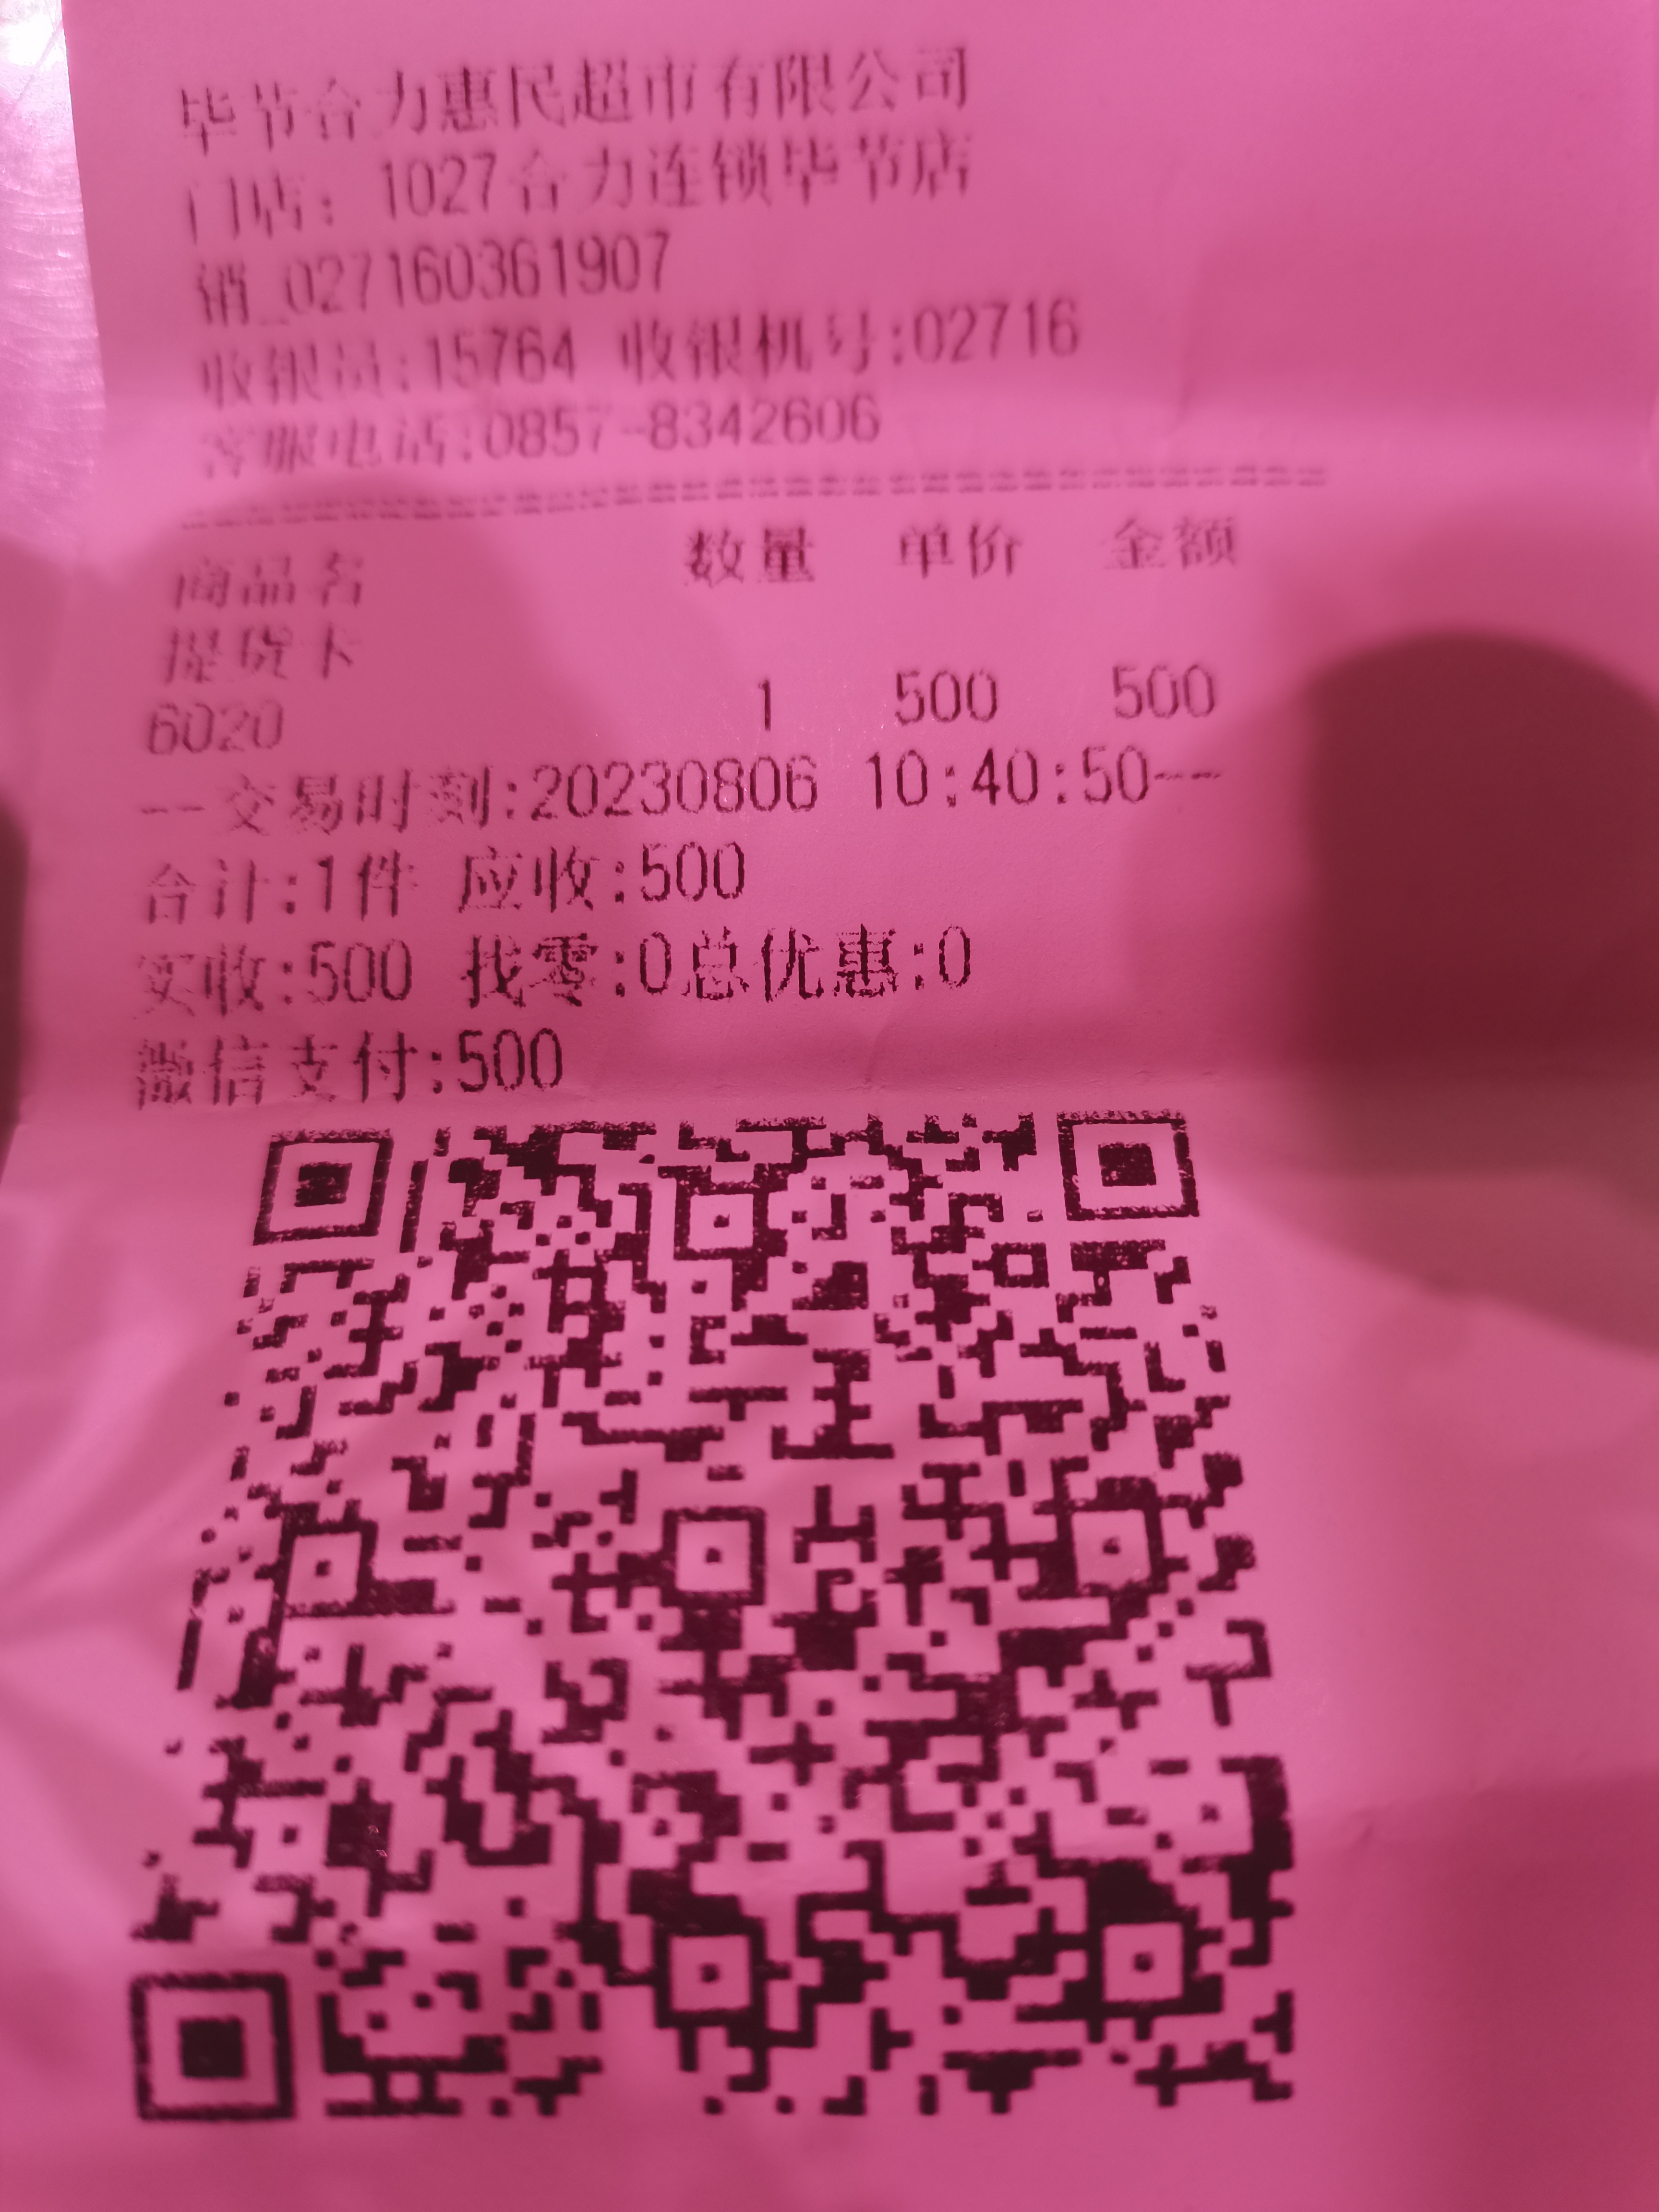 毕节合力惠民超市有限公司
门店：1027合力连锁毕节店
销_027160361907
收银员:15764 收银机号:02716
客服电话:0857-8342606
商品名 数量 单价 金额
提货卡
6020 1 500 500
--交易时刻:20230806 10:40:50--
合计:1件 应收:500
实收:500 找零:0总优惠:0
微信支付:500